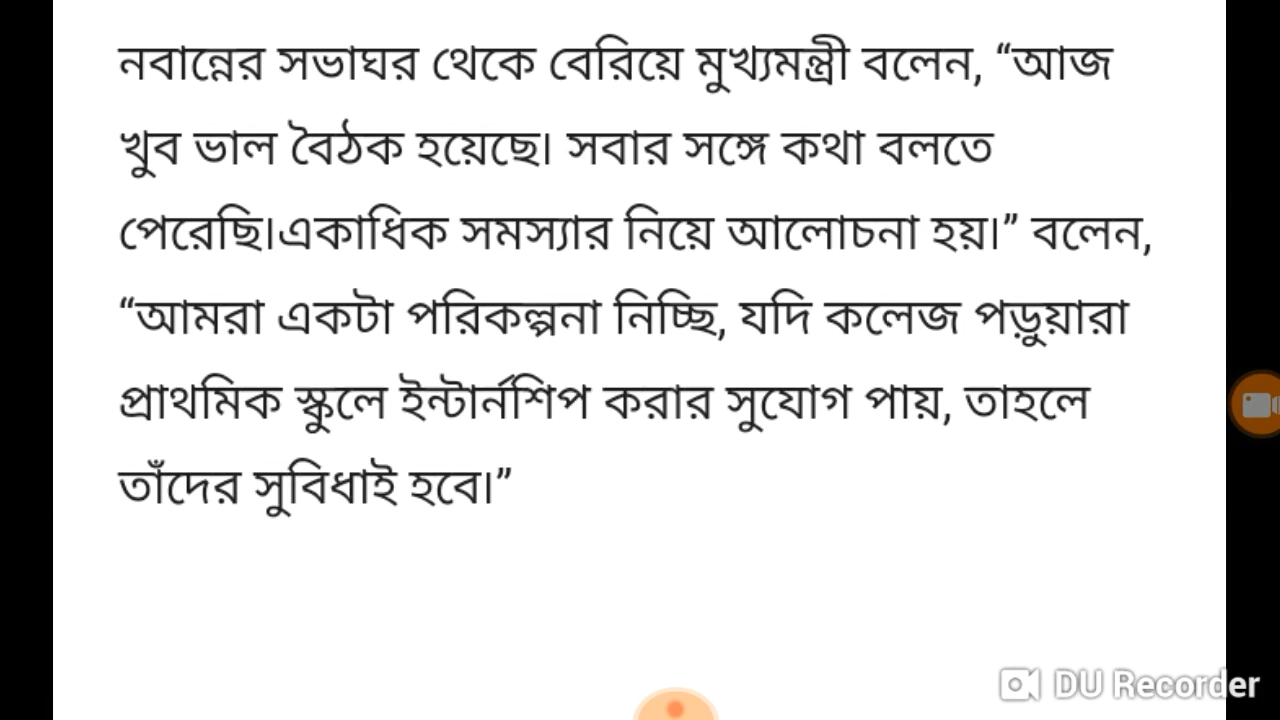 নবান্নের সভাঘর থেকে বেরিয়ে মুখ্যমন্ত্রী বলেন, “আজ
খুব ভাল বৈঠক হয়েছে। সবার সঙ্গে কথা বলতে
পেরেছি।একাধিক সমস্যার নিয়ে আলোচনা হয়।” বলেন,
“আমরা একটা পরিকল্পনা নিচ্ছি, যদি কলেজ পড়ুয়ারা
প্রাথমিক স্কুলে ইন্টার্নশিপ করার সুযোগ পায়, তাহলে
তাঁদের সুবিধাই হবে।”
DU Recorder